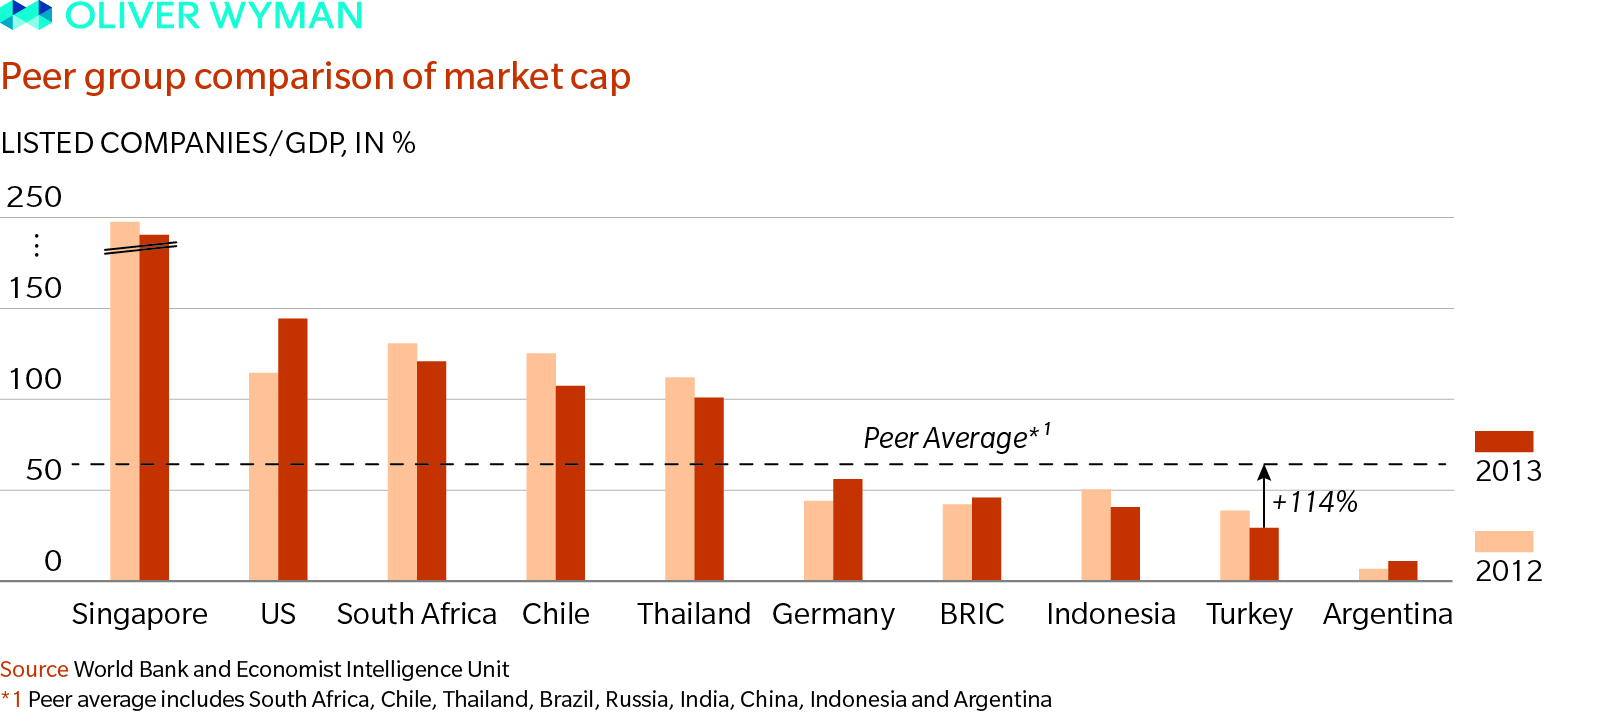 OLIVER WYMAN
Peer group comparison of market cap
LISTED COMPANIES/GDP, IN %
250
⋮
150
100
50
0
Peer Average*¹
+114%
2013
2012
Singapore US South Africa Chile Thailand Germany BRIC Indonesia Turkey Argentina
Source World Bank and Economist Intelligence Unit
*1 Peer average includes South Africa, Chile, Thailand, Brazil, Russia, India, China, Indonesia and Argentina